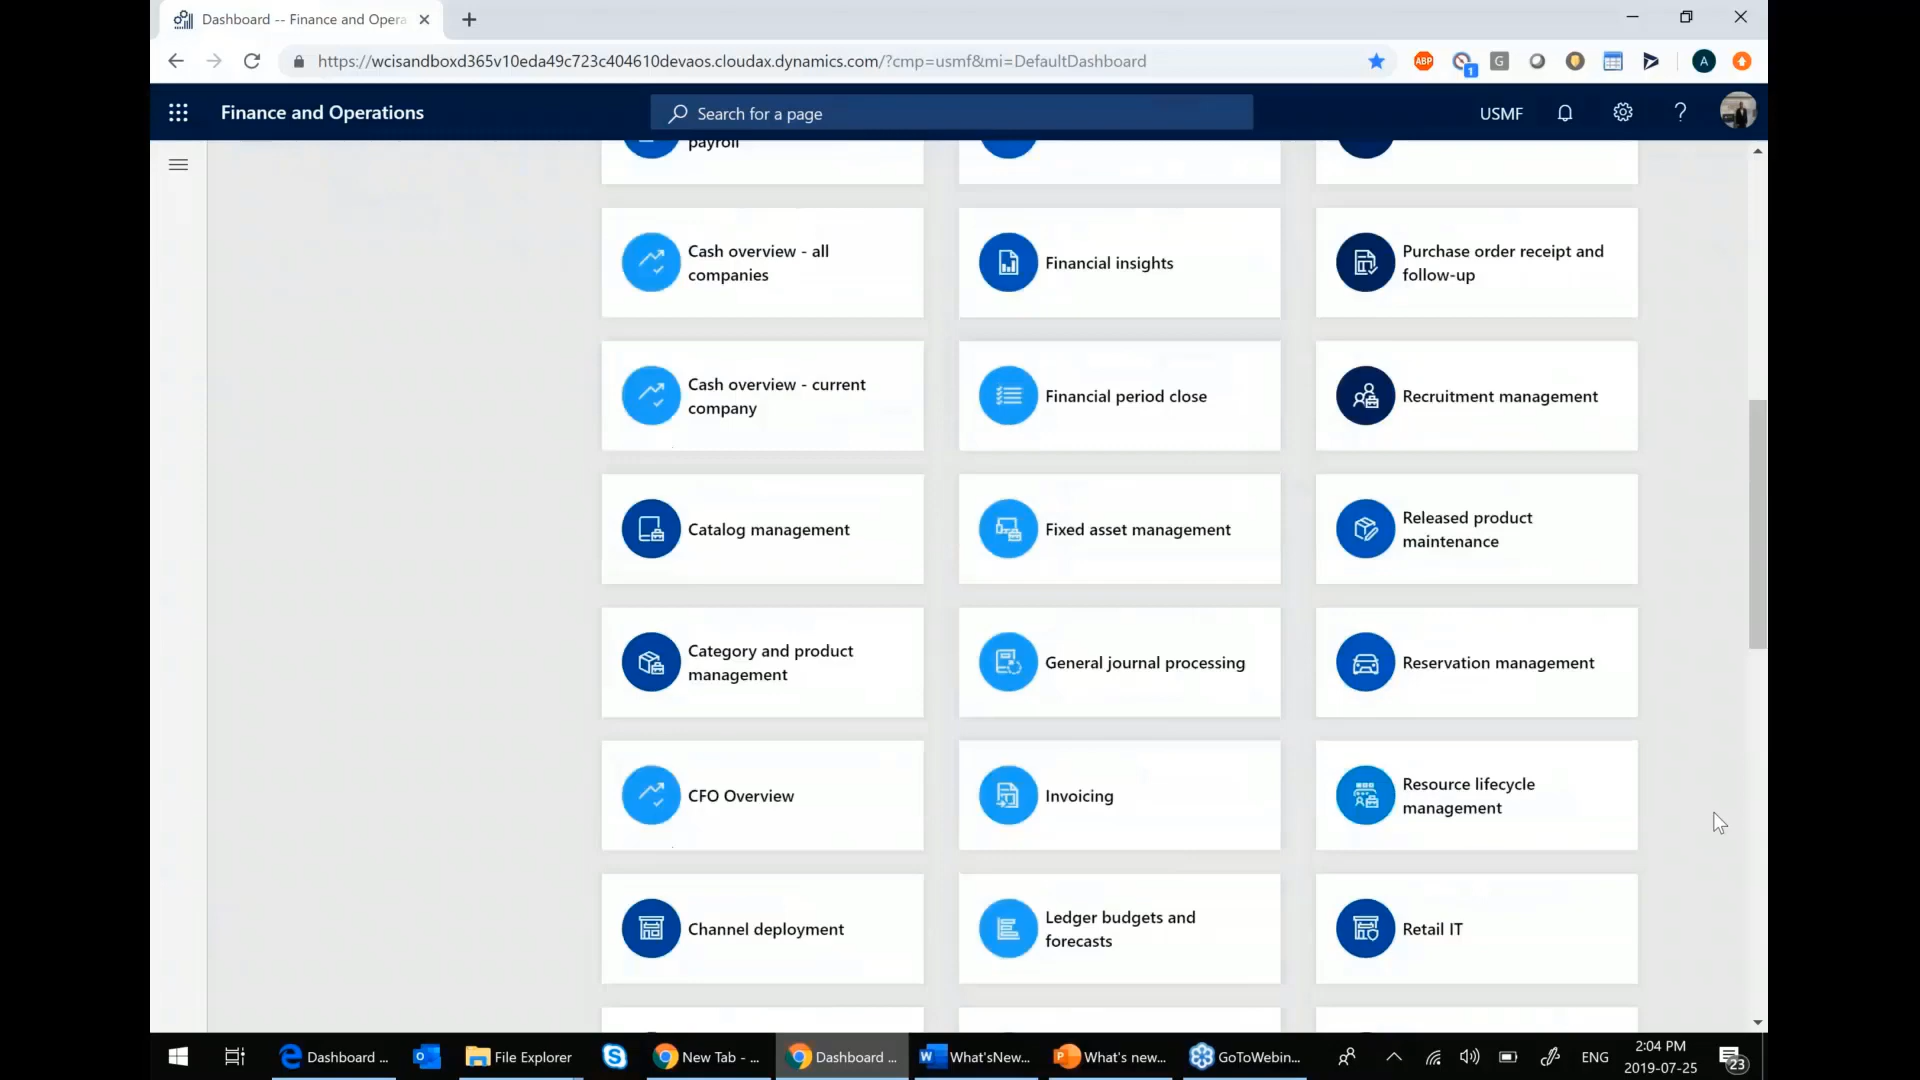 Dashboard -- Finance and Opera
https://wcisandboxd365v10eda49c723c404610devaos.cloudax.dynamics.com/?cmp=usmf&mi=DefaultDashboard
ABP
1
G
A
Finance and Operations
Search for a page
USMF
?
payroll
Cash overview - all
companies
Financial insights
Purchase order receipt and
follow-up
Cash overview - current
company
Financial period close
Recruitment management
Catalog management
Fixed asset management
Released product
maintenance
Category and product
management
General journal processing
Reservation management
CFO Overview
Invoicing
Resource lifecycle
management
Channel deployment
Ledger budgets and
forecasts
Retail IT
Dashboard ...
File Explorer
New Tab - ...
Dashboard ...
What'sNew...
What's new...
GoToWebin...
ENG
2:04 PM
2019-07-25
23